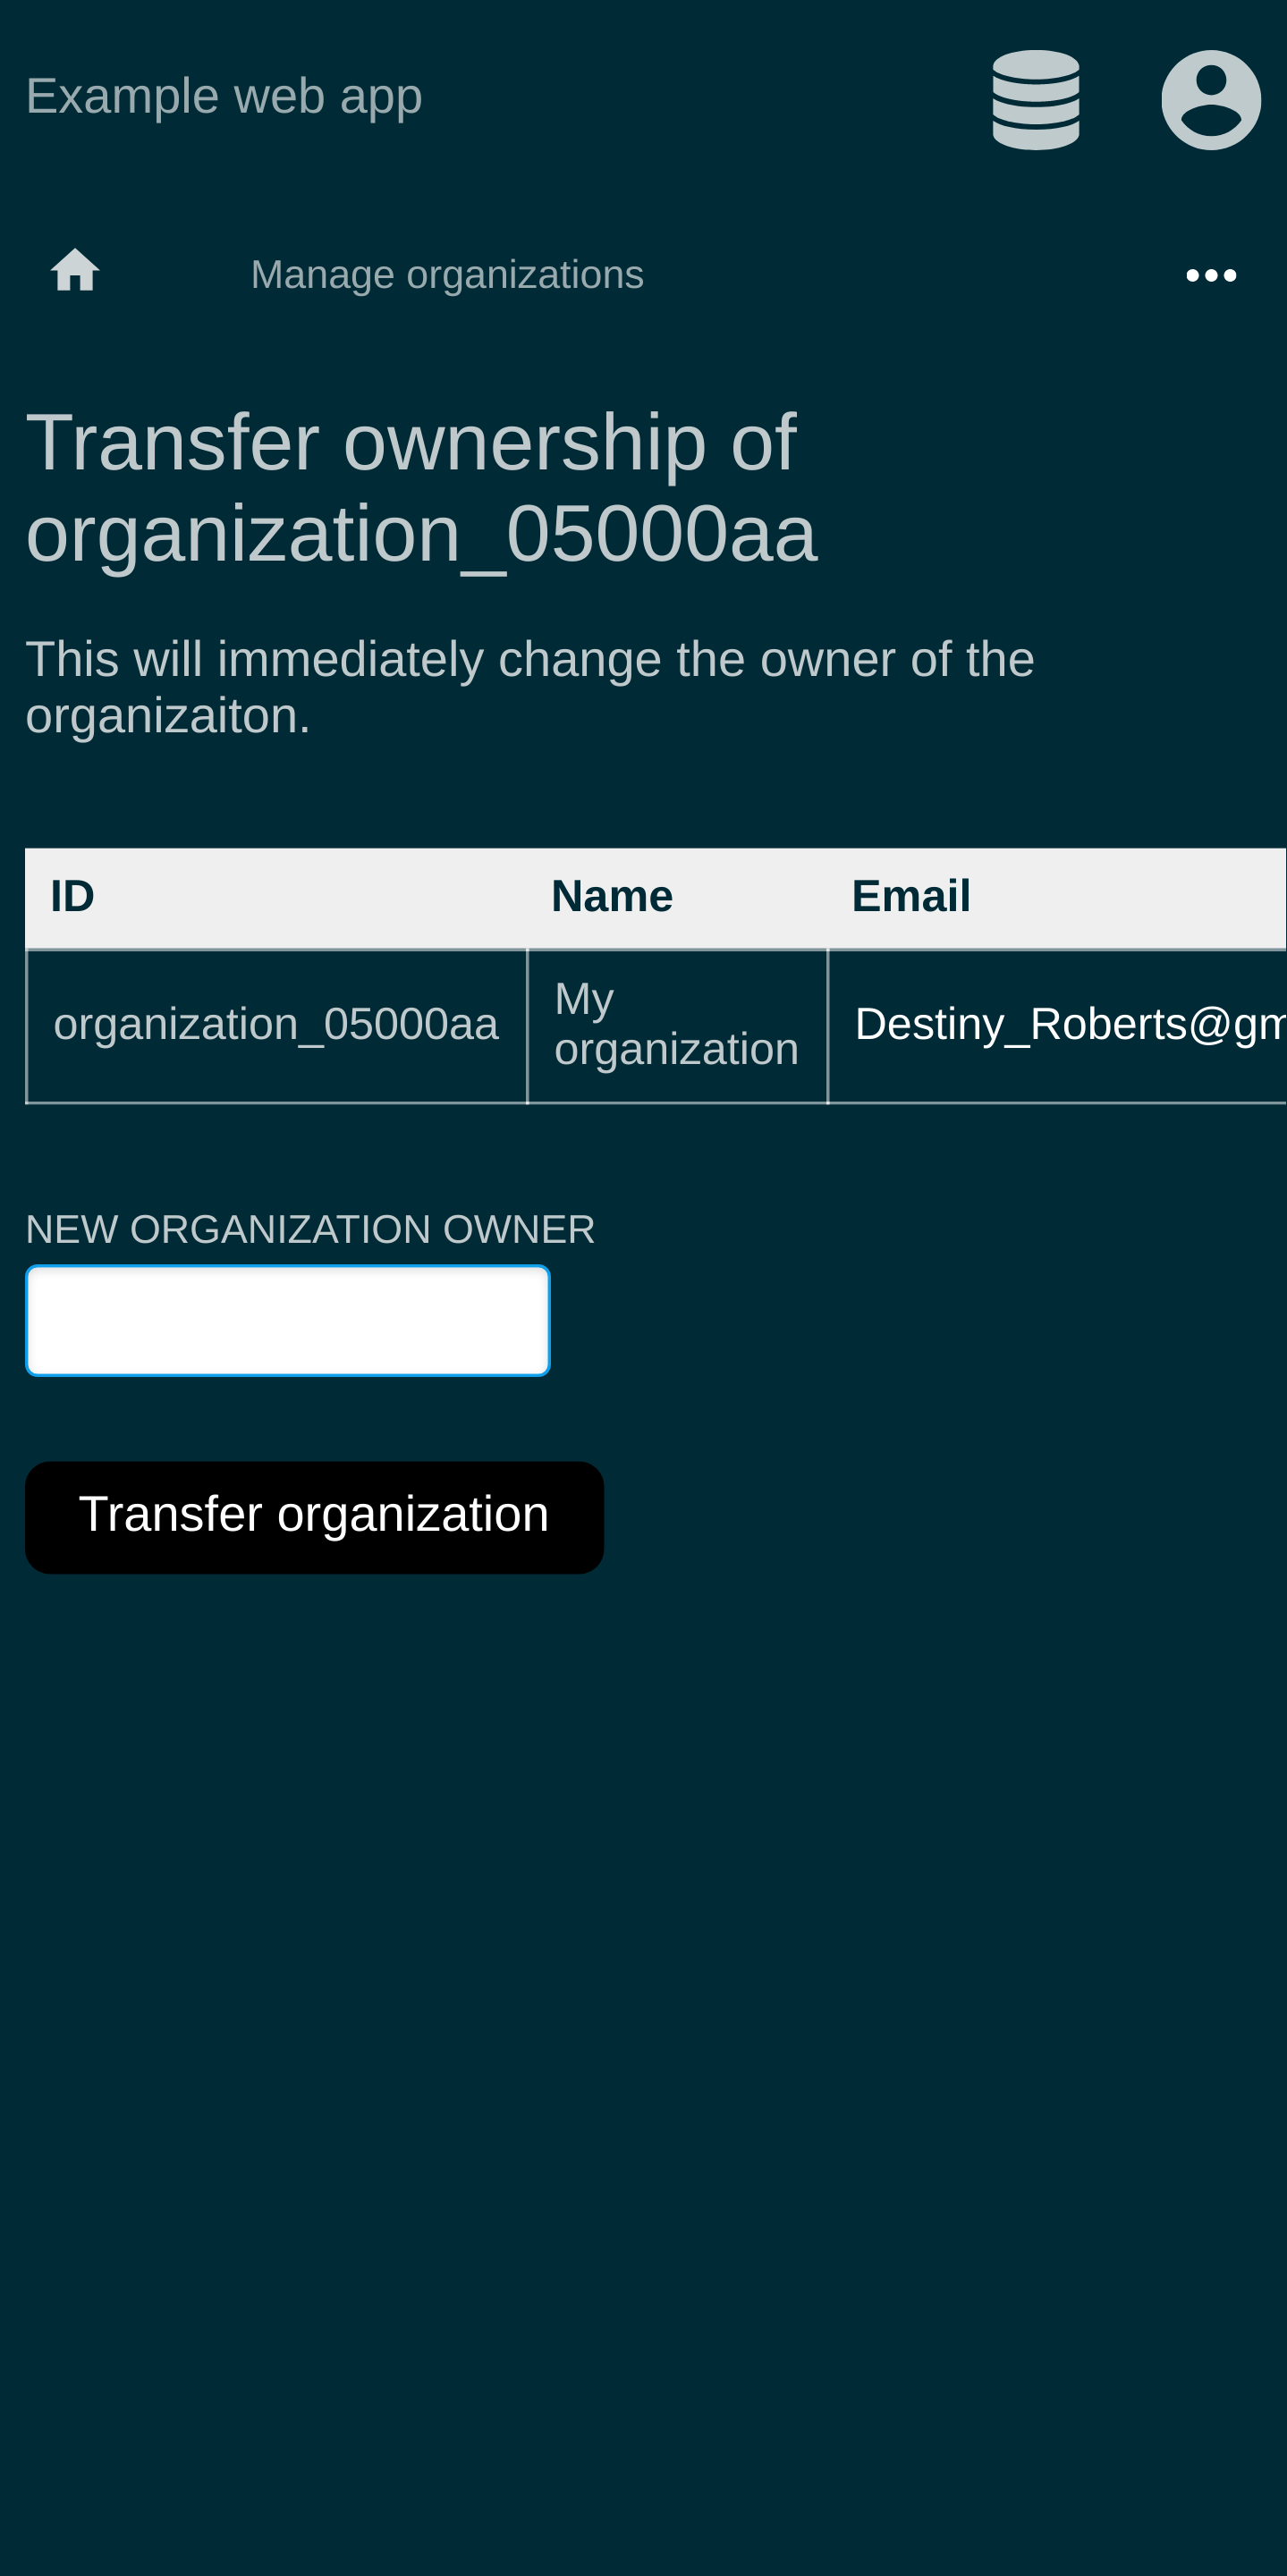 Example web app
Manage organizations
Transfer ownership of
organization_05000aa
This will immediately change the owner of the
organizaiton.
ID Name Email
organization_05000aa My organization Destiny_Roberts@gm
NEW ORGANIZATION OWNER
Transfer organization